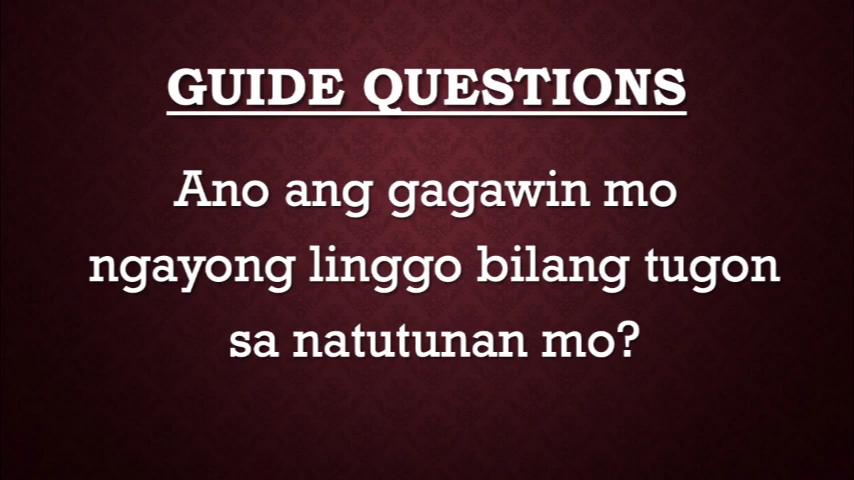 GUIDE QUESTIONS
Ano ang gagawin mo
ngayong linggo bilang tugon
sa natutunan mo?